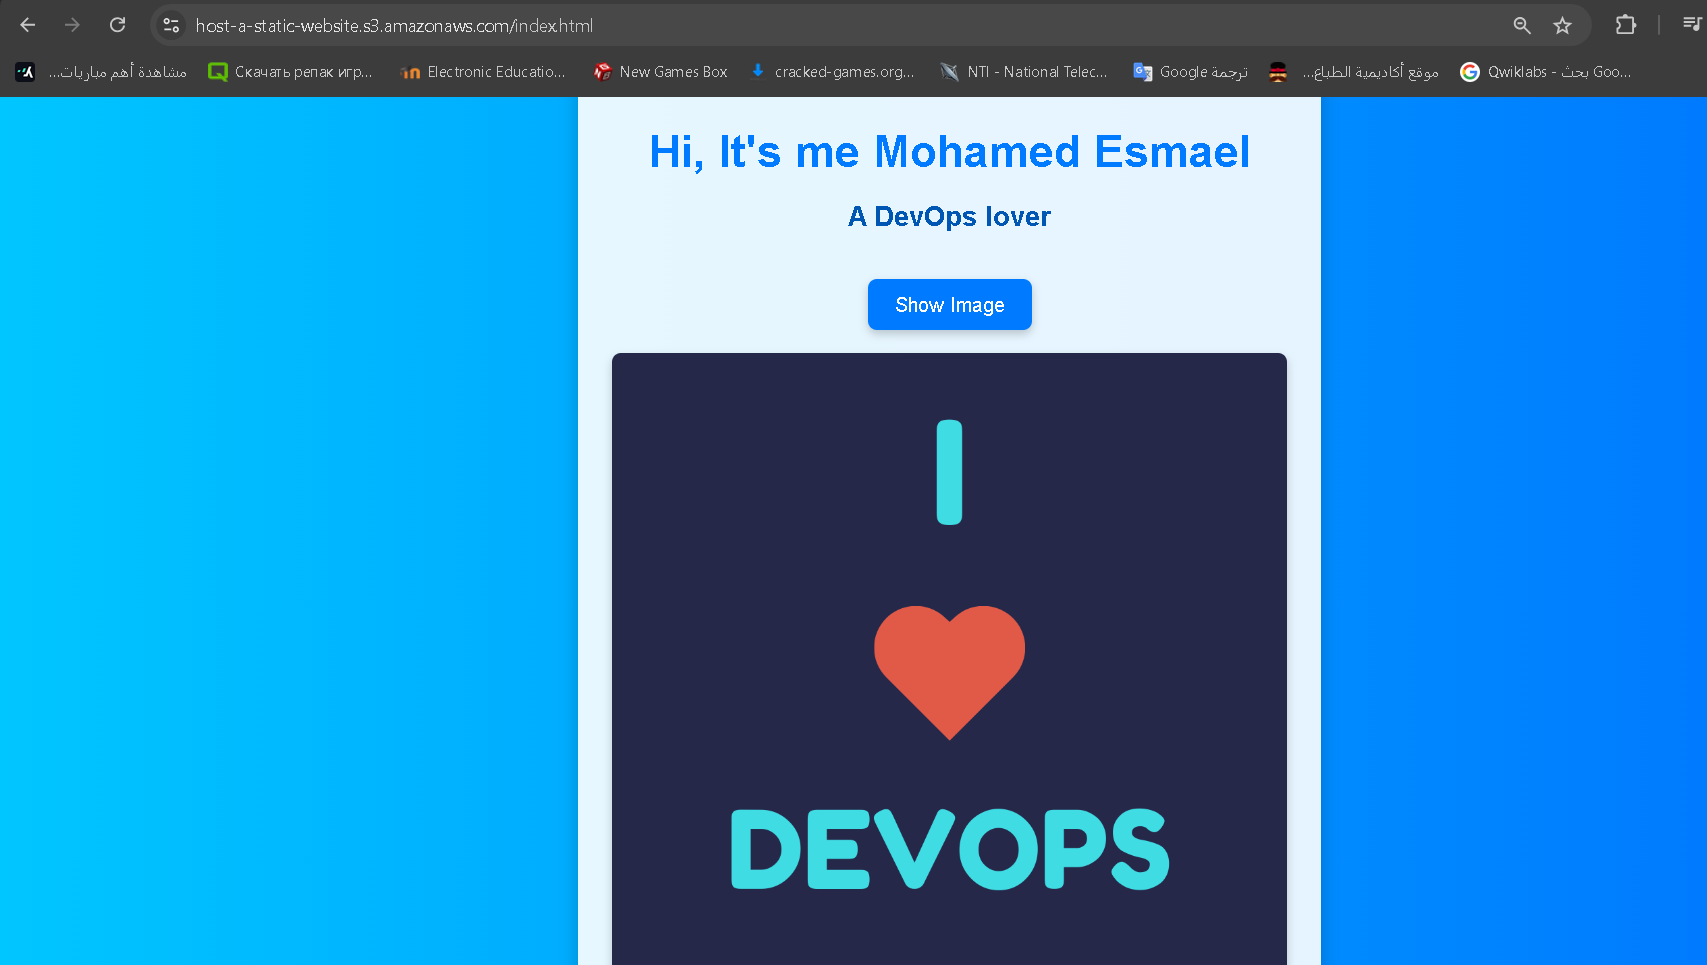 host-a-static-website.s3.amazonaws.com/index.html
مشاهدة أهم مباريات...
Скачать репак игр...
Electronic Educatio...
New Games Box
cracked-games.org...
NTI - National Telec...
ترجمة Google
موقع أكاديمية الطباع...
Qwiklabs - بحث Goo...
Hi, It's me Mohamed Esmael
A DevOps lover
Show Image
I
DEVOPS